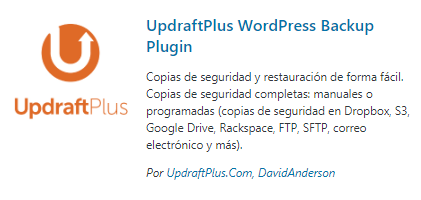 UpdraftPlus
UpdraftPlus WordPress Backup
Plugin
Copias de seguridad y restauración de forma fácil.
Copias de seguridad completas: manuales o
programadas (copias de seguridad en Dropbox, S3,
Google Drive, Rackspace, FTP, SFTP, correo
electrónico y más).
Por UpdraftPlus.Com, DavidAnderson